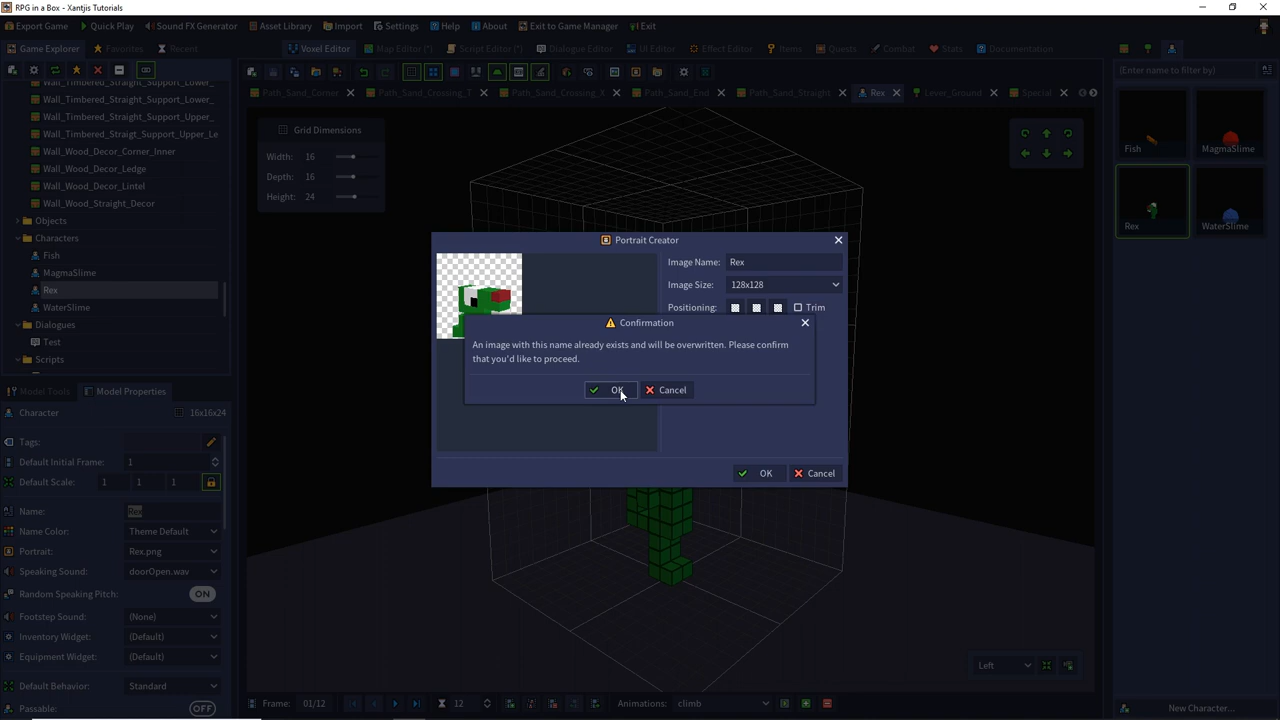 RPG in a Box - Xantjis Tutorials
Export Game Quick Play Sound FX Generator Asset Library Import Settings Help About Exit to Game Manager Exit
Game Explorer Favorites Recent Voxel Editor Map Editor (*) Script Editor (*) Dialogue Editor UI Editor Effect Editor Items Quests Combat Stats Documentation
(Enter name to filter by)
Path_Sand_Corner Path_Sand_Crossing_T Path_Sand_Crossing_X Path_Sand_End Path_Sand_Straight Rex Lever_Ground Special
Wall_Timbered_Straight_Support_Lower_
Wall_Timbered_Straight_Support_Lower_
Wall_Timbered_Straight_Support_Upper_
Wall_Timbered_Straigt_Support_Upper_Le
Wall_Wood_Decor_Corner_Inner
Wall_Wood_Decor_Ledge
Wall_Wood_Decor_Lintel
Wall_Wood_Straight_Decor
Objects
Characters
Fish
MagmaSlime
Rex
WaterSlime
Dialogues
Test
Scripts
Grid Dimensions
Width: 16
Depth: 16
Height: 24
Fish MagmaSlime
Rex WaterSlime
Portrait Creator
Image Name: Rex
Image Size: 128x128
Positioning: Trim
Confirmation
An image with this name already exists and will be overwritten. Please confirm
that you'd like to proceed.
OK Cancel
OK Cancel
Model Tools Model Properties
Character 16x16x24
Tags:
Default Initial Frame: 1
Default Scale: 1 1 1
Name: Rex
Name Color: Theme Default
Portrait: Rex.png
Speaking Sound: doorOpen.wav
Random Speaking Pitch: ON
Footstep Sound: (None)
Inventory Widget: (Default)
Equipment Widget: (Default)
Default Behavior: Standard
Passable: OFF
Left
Frame: 01/12 12 Animations: climb
New Character...